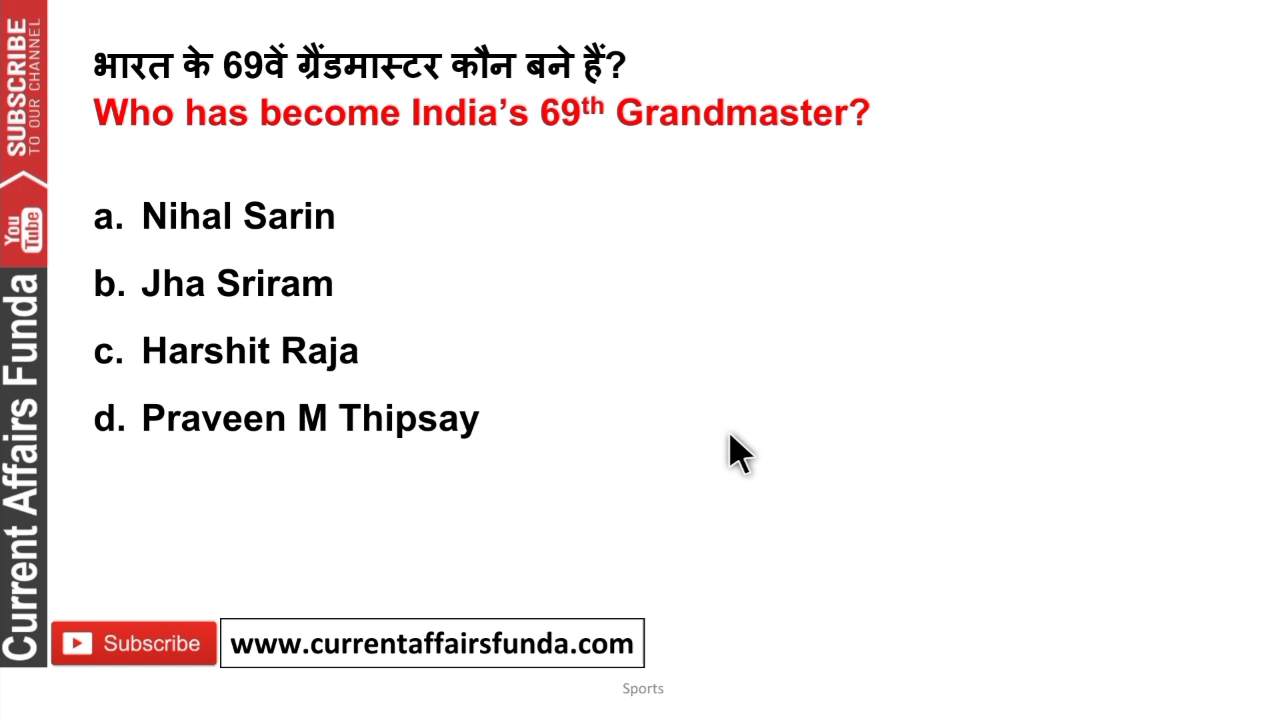 भारत के 69वें ग्रैंडमास्टर कौन बने हैं?
Who has become India’s 69th Grandmaster?
a. Nihal Sarin
b. Jha Sriram
c. Harshit Raja
d. Praveen M Thipsay
SUBSCRIBE
TO OUR CHANNEL
You
Tube
Current Affairs Funda
Subscribe
www.currentaffairsfunda.com
Sports